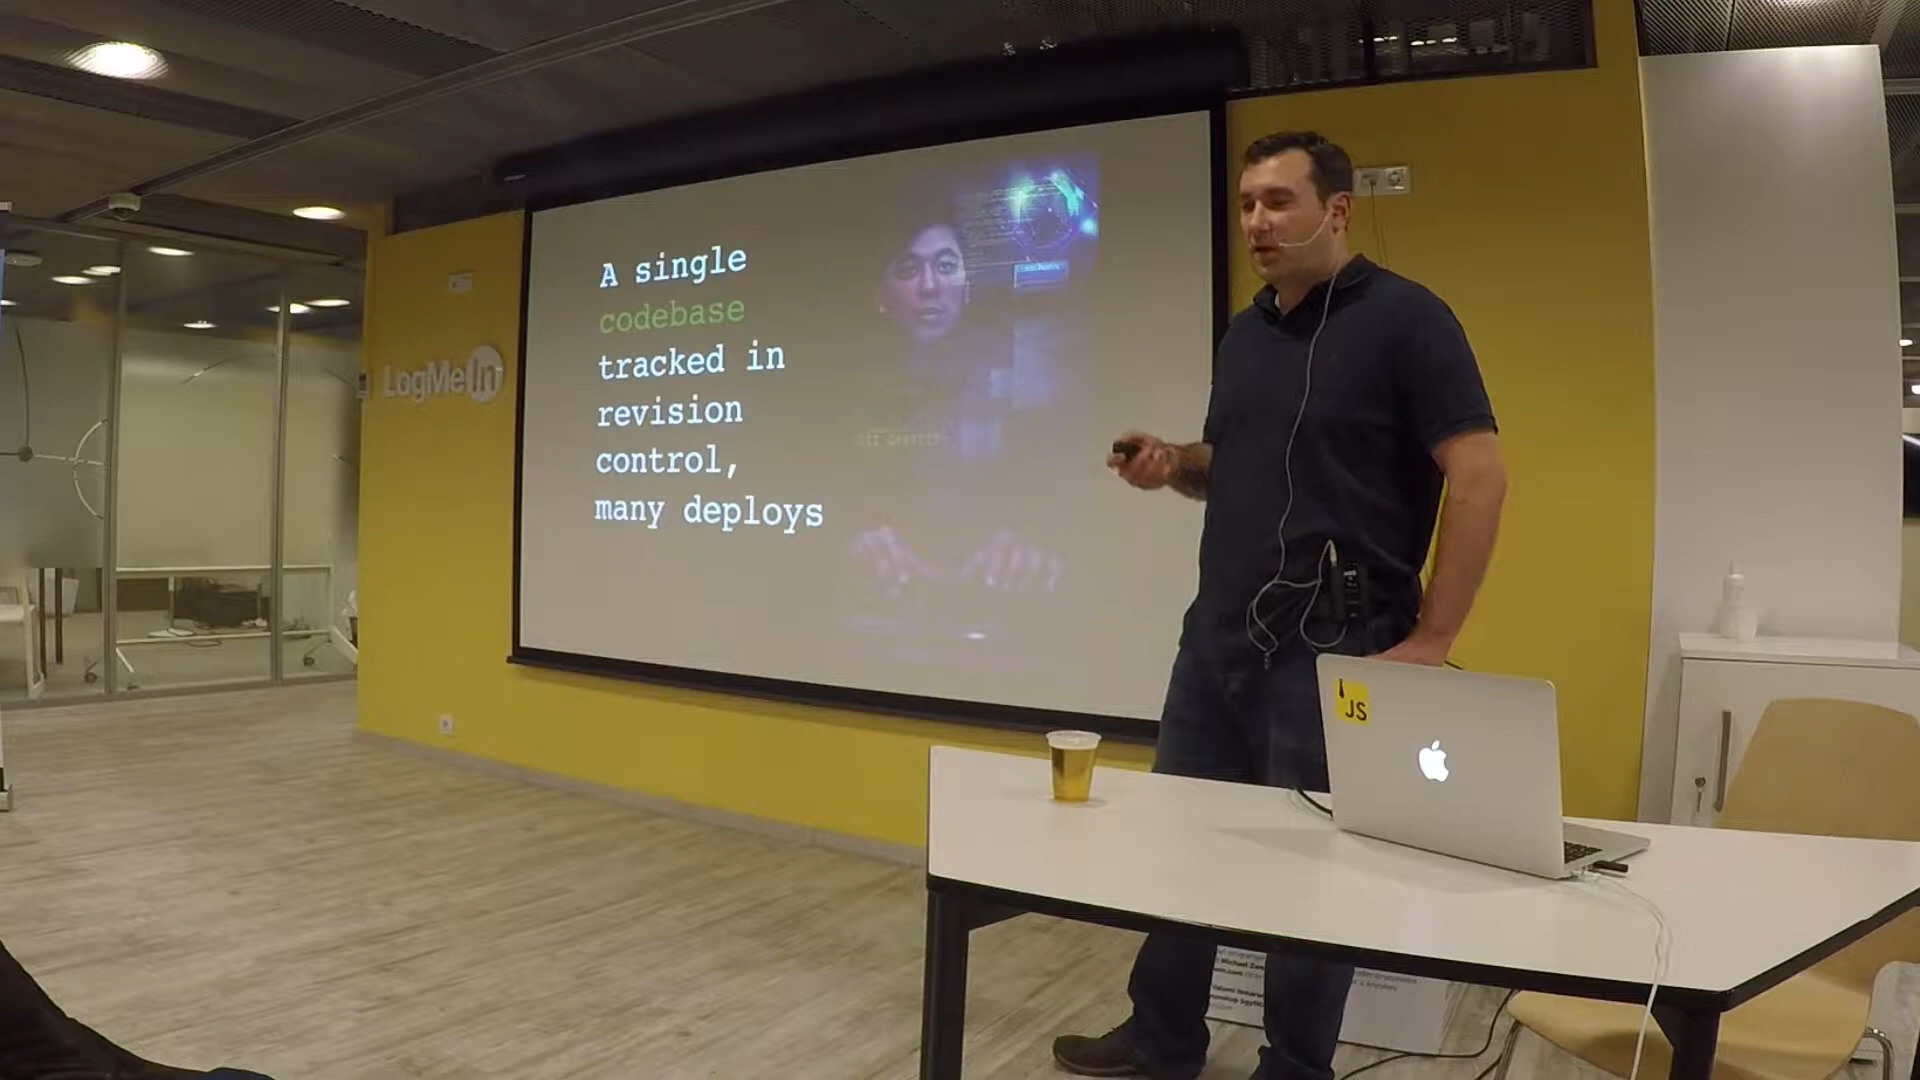 A single
codebase
tracked in
revision
control,
many deploys
LogMeIn
JS